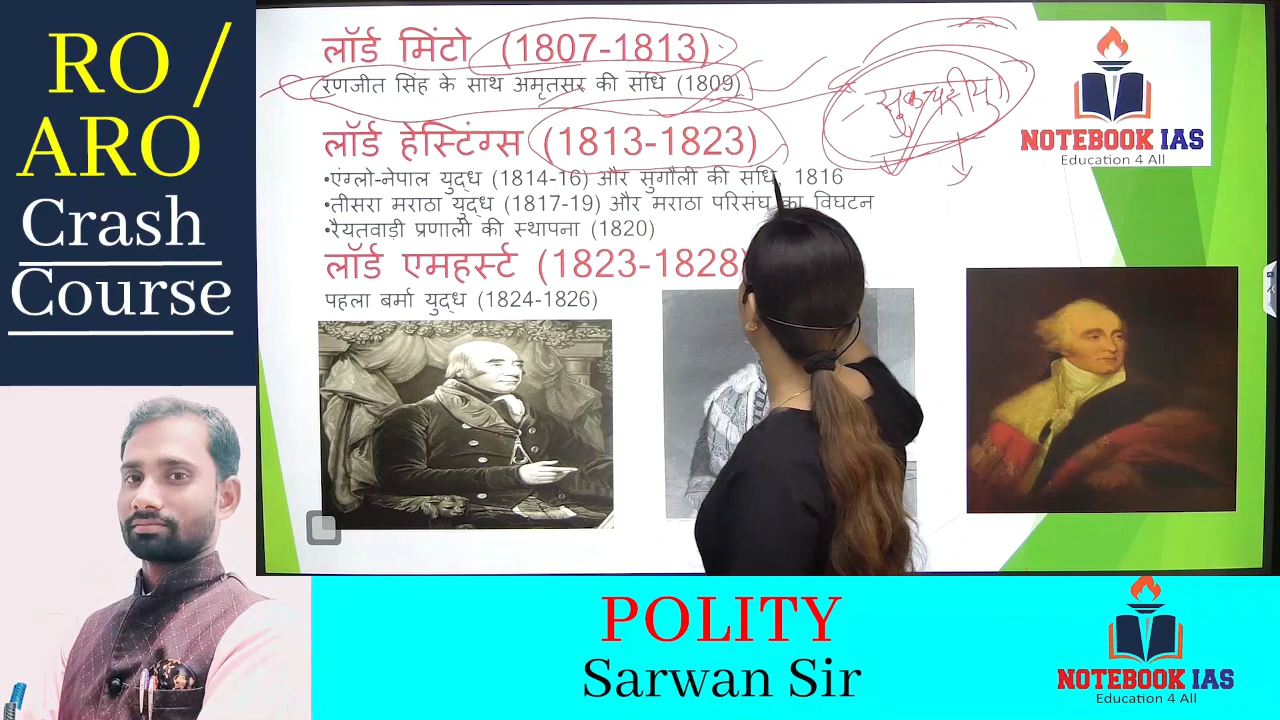 RO /
ARO
Crash
Course
लॉर्ड मिंटो (1807-1813)
रणजीत सिंह के साथ अमृतसर की संधि (1809)
लॉर्ड हेस्टिंग्स (1813-1823)
•एंग्लो-नेपाल युद्ध (1814-16) और सुगौली की संधि, 1816
•तीसरा मराठा युद्ध (1817-19) और मराठा परिसंघ का विघटन
•रैयतवाड़ी प्रणाली की स्थापना (1820)
लॉर्ड एमहर्स्ट (1823-1828)
पहला बर्मा युद्ध (1824-1826)
NOTEBOOK IAS
Education 4 All
POLITY
Sarwan Sir
NOTEBOOK IAS
Education 4 All